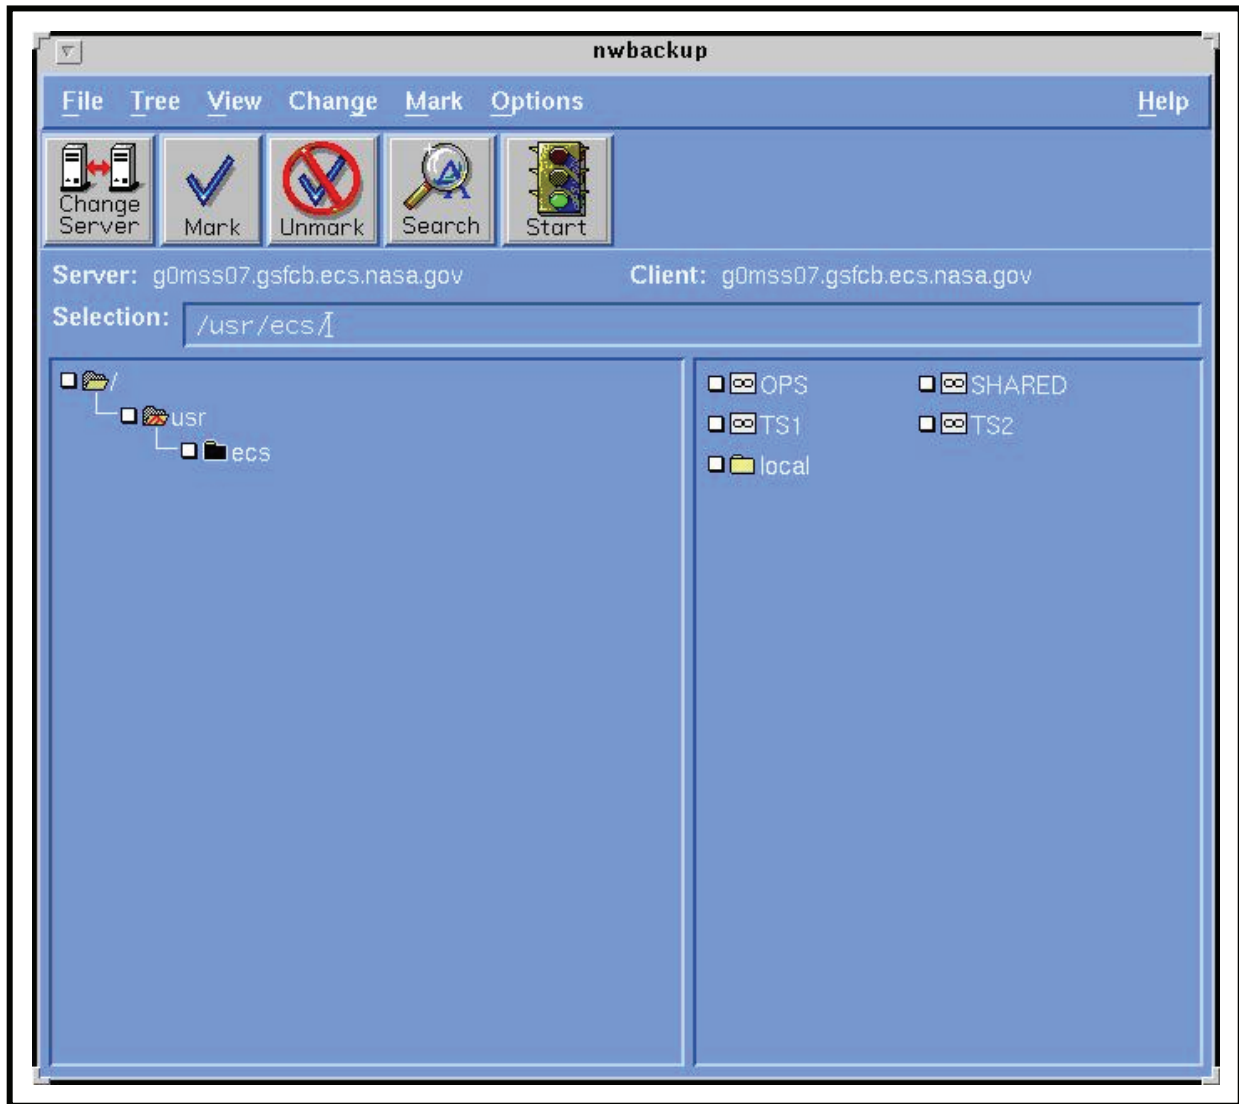 nwbackup
File Tree View Change Mark Options Help
Change Server Mark Unmark Search Start
Server: g0mss07.gsfcb.ecs.nasa.gov Client: g0mss07.gsfcb.ecs.nasa.gov
Selection: /usr/ecs/
/
usr
ecs
OPS SHARED
TS1 TS2
local